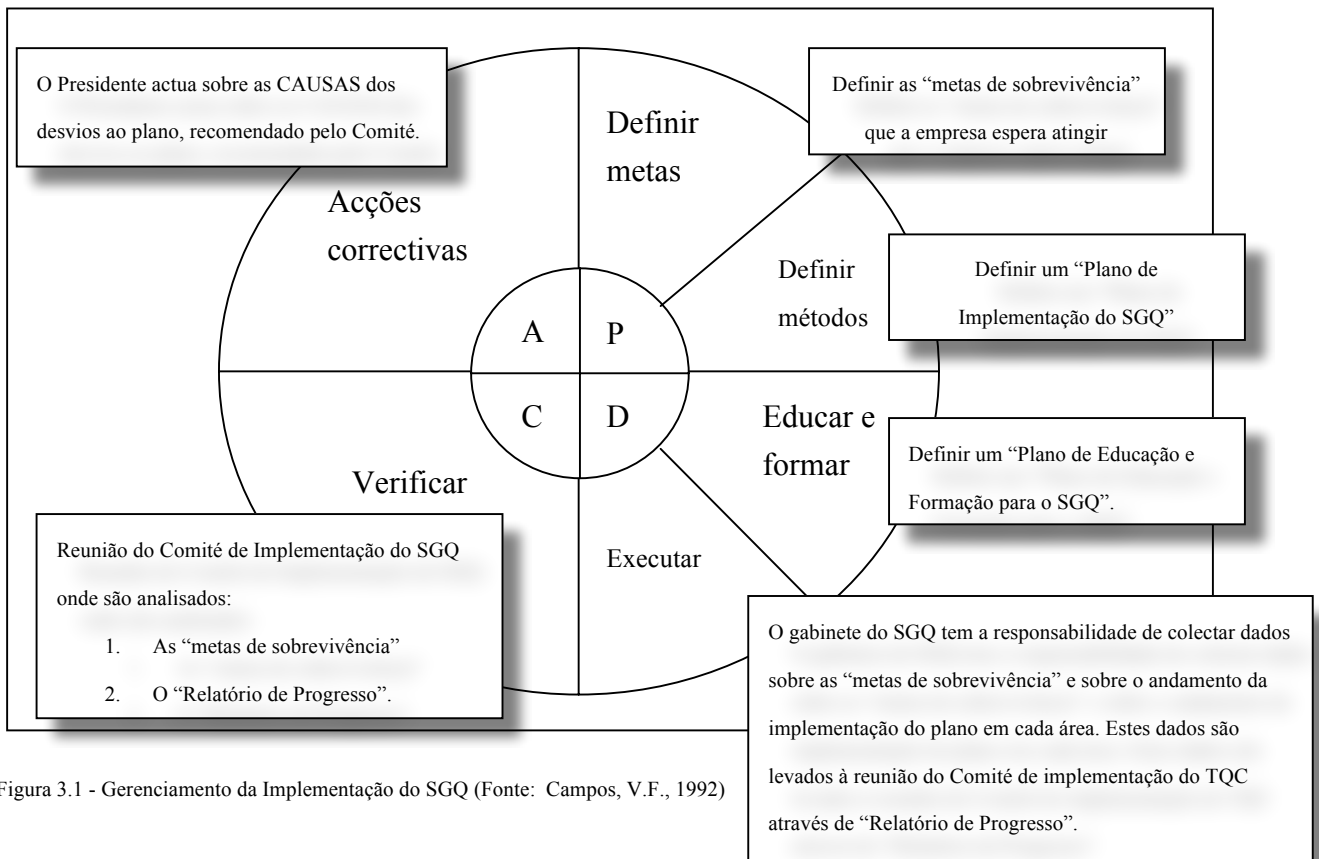 O Presidente actua sobre as CAUSAS dos
desvios ao plano, recomendado pelo Comité.
Definir as “metas de sobrevivência”
que a empresa espera atingir
Definir
metas
Acções
correctivas
Definir
métodos
Definir um “Plano de
Implementação do SGQ”
A
P
C
D
Educar e
formar
Definir um “Plano de Educação e
Formação para o SGQ”.
Verificar
Executar
Reunião do Comité de Implementação do SGQ
onde são analisados:
1. As “metas de sobrevivência”
2. O “Relatório de Progresso”.
O gabinete do SGQ tem a responsabilidade de colectar dados
sobre as “metas de sobrevivência” e sobre o andamento da
implementação do plano em cada área. Estes dados são
levados à reunião do Comité de implementação do TQC
através de “Relatório de Progresso”.
Figura 3.1 - Gerenciamento da Implementação do SGQ (Fonte: Campos, V.F., 1992)